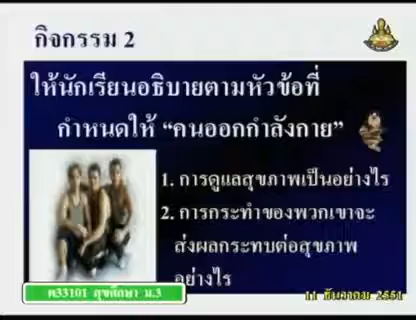 กิจกรรม 2
ให้นักเรียนอธิบายตามหัวข้อที่
กำหนดให้ “คนออกกำลังกาย”
1. การดูแลสุขภาพเป็นอย่างไร
2. การกระทำของพวกเขาจะ
ส่งผลกระทบต่อสุขภาพ
อย่างไร
พ33101 สุขศึกษา ม.3
11 ธันวาคม 2551